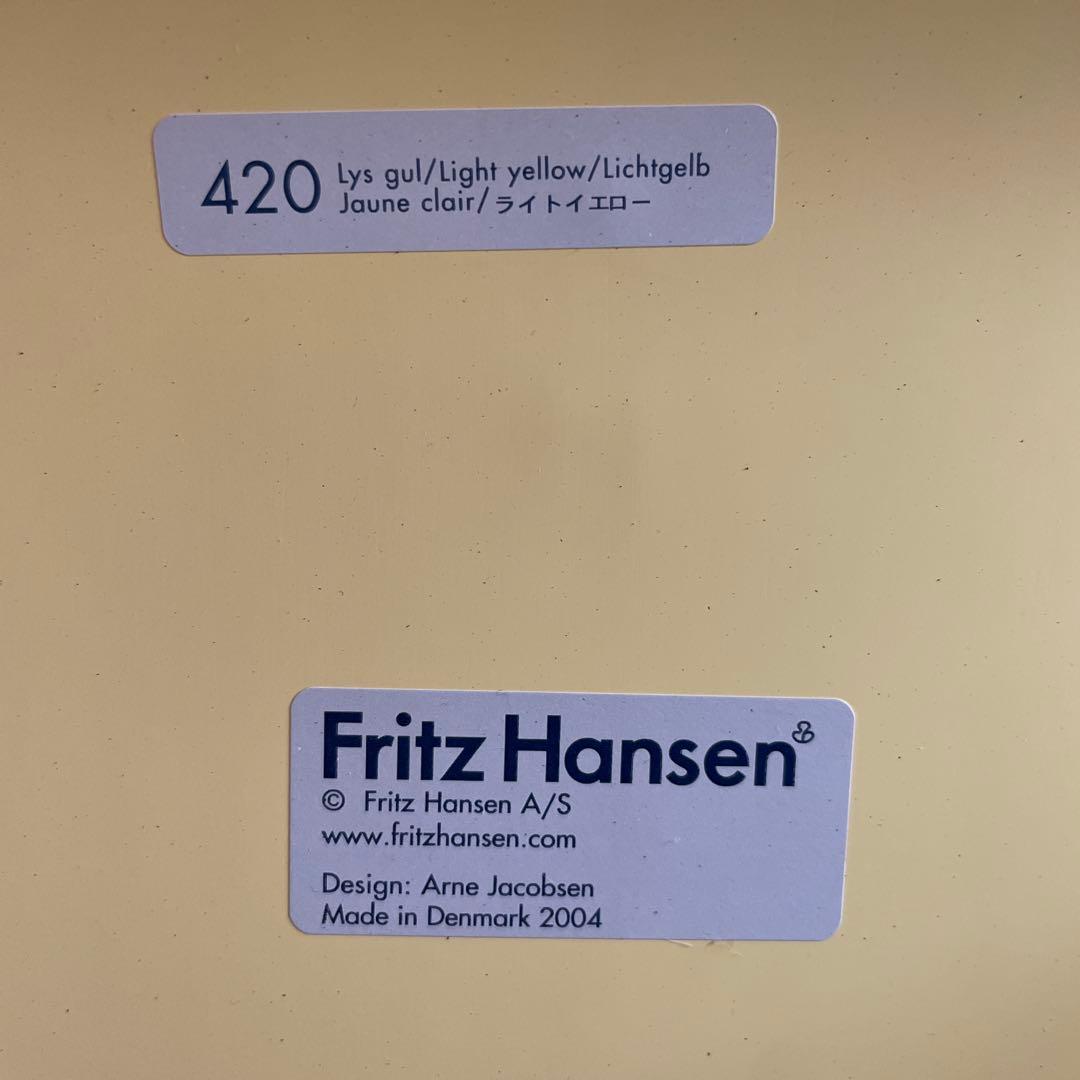 420 Lys gul/Light yellow/Lichtgelb
Jaune clair/ライトイエロー
Fritz Hansen
© Fritz Hansen A/S
www.fritzhansen.com
Design: Arne Jacobsen
Made in Denmark 2004